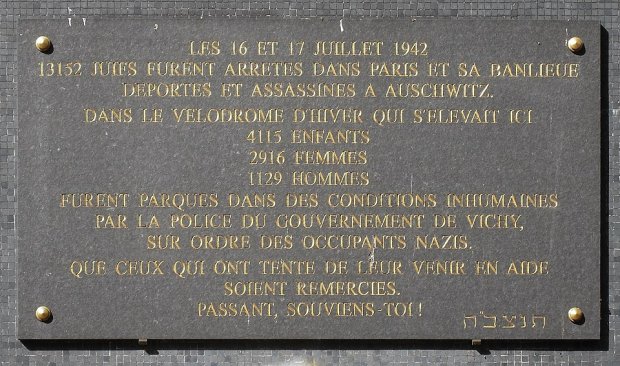 LES 16 ET 17 JUILLET 1942
13152 JUIFS FURENT ARRETES DANS PARIS ET SA BANLIEUE
DEPORTES ET ASSASSINES A AUSCHWITZ.
DANS LE VELODROME D'HIVER QUI S'ELEVAIT ICI
4115 ENFANTS
2916 FEMMES
1129 HOMMES
FURENT PARQUES DANS DES CONDITIONS INHUMAINES
PAR LA POLICE DU GOUVERNEMENT DE VICHY,
SUR ORDRE DES OCCUPANTS NAZIS.
QUE CEUX QUI ONT TENTE DE LEUR VENIR EN AIDE
SOIENT REMERCIES.
PASSANT, SOUVIENS-TOI !
תנצב"ה